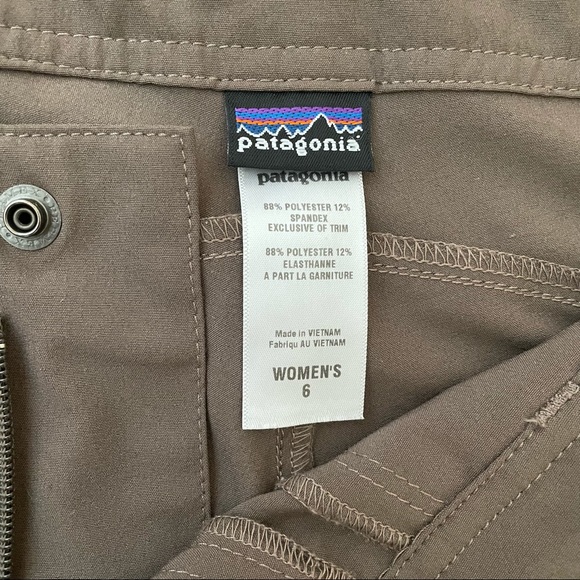 patagonia
patagonia
88% POLYESTER 12%
SPANDEX
EXCLUSIVE OF TRIM
88% POLYESTER 12%
ELASTHANNE
A PART LA GARNITURE
Made in VIETNAM
Fabriqu AU VIETNAM
WOMEN'S
6